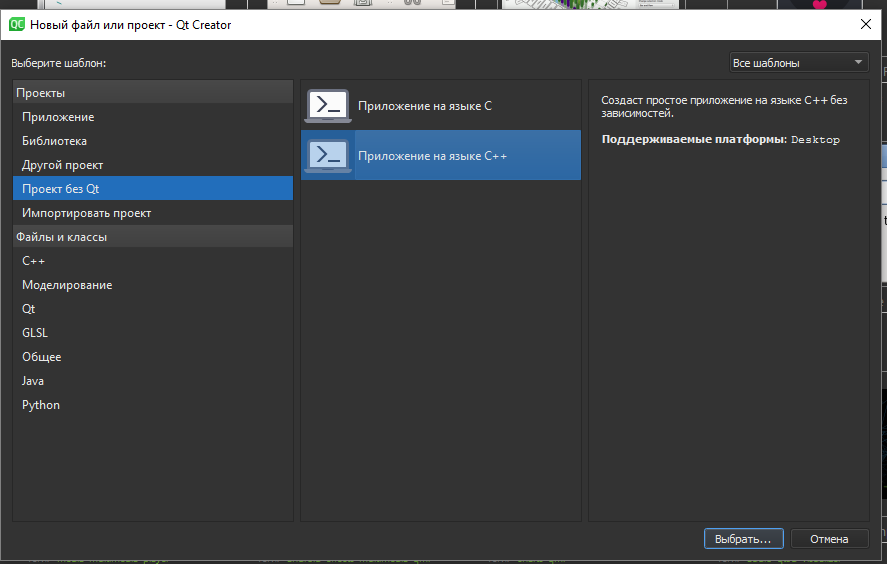 QC Новый файл или проект - Qt Creator
Выберите шаблон:
Все шаблоны
Проекты
Приложение
Библиотека
Другой проект
Проект без Qt
Импортировать проект
Файлы и классы
C++
Моделирование
Qt
GLSL
Общее
Java
Python
Приложение на языке C
Приложение на языке C++
Создаст простое приложение на языке C++ без
зависимостей.
Поддерживаемые платформы: Desktop
Выбрать...
Отмена